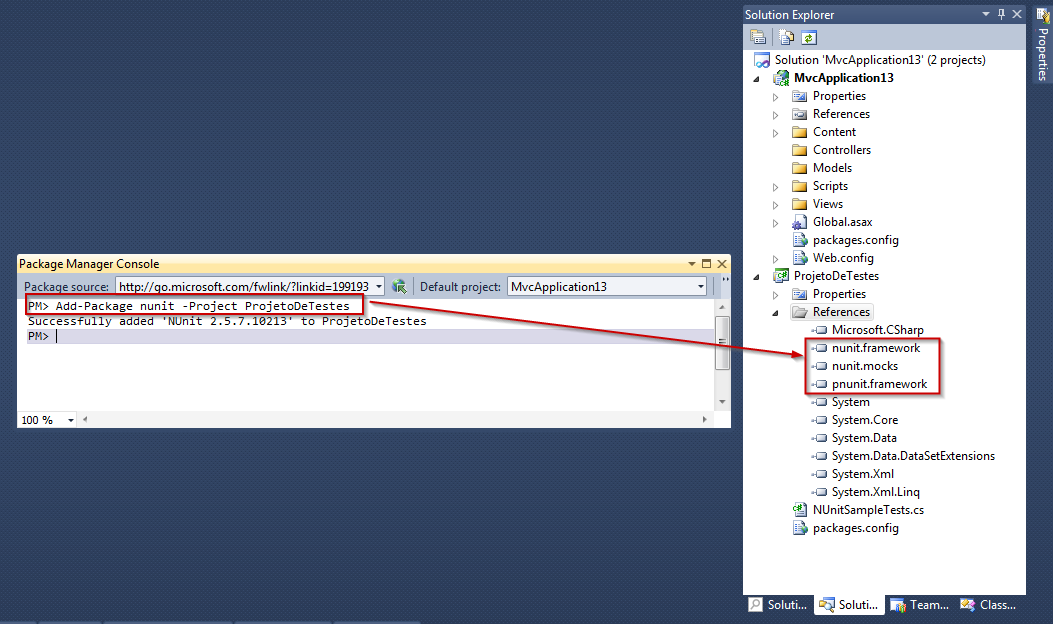 Package Manager Console
Package source: http://go.microsoft.com/fwlink/?linkid=199193 Default project: MvcApplication13
PM> Add-Package nunit -Project ProjetoDeTestes
Successfully added 'NUnit 2.5.7.10213' to ProjetoDeTestes
PM>
100 %
Solution Explorer
Solution 'MvcApplication13' (2 projects)
MvcApplication13
Properties
References
Content
Controllers
Models
Scripts
Views
Global.asax
packages.config
Web.config
ProjetoDeTestes
Properties
References
Microsoft.CSharp
nunit.framework
nunit.mocks
pnunit.framework
System
System.Core
System.Data
System.Data.DataSetExtensions
System.Xml
System.Xml.Linq
NUnitSampleTests.cs
packages.config
Soluti... Soluti... Team... Class...
Properties